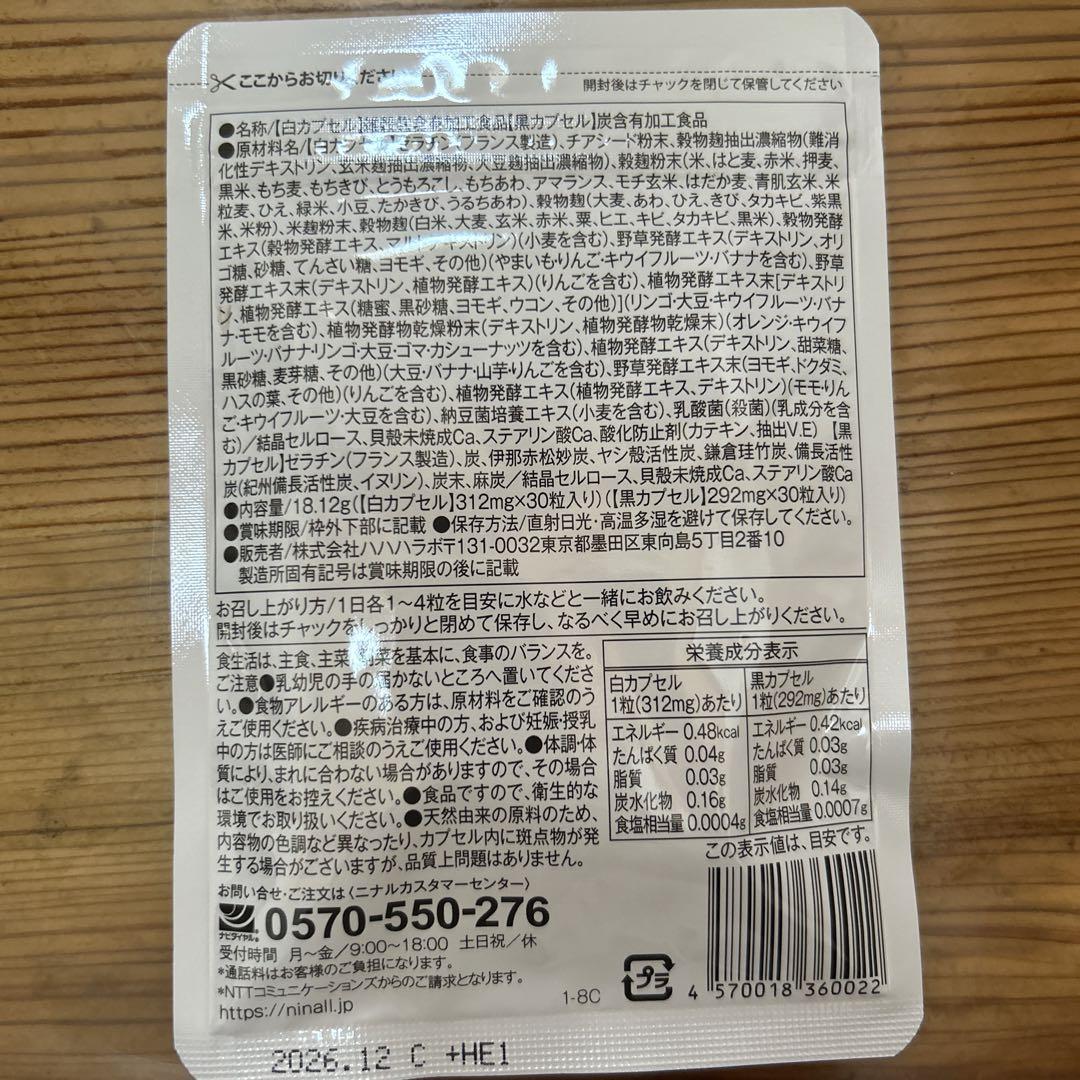 ここからお切りください
開封後はチャックを閉じて保管してください
●名称/【白カプセル】加工食品【黒カプセル】炭含有加工食品
●原材料名/【白カプセル】ゼラチン(フランス製造)、チアシード粉末、穀物麹抽出濃縮物(難消
化性デキストリン、玄米麹抽出濃縮物、大豆麹抽出濃縮物)、穀麹粉末(米、はと麦、赤米、押麦、
黒米、もち麦、もちきび、とうもろこし、もちあわ、アマランス、モチ玄米、はだか麦、青肌玄米、米
粒麦、ひえ、緑米、小豆、たかきび、うるちあわ)、穀物麹(大麦、あわ、ひえ、きび、タカキビ、紫黒
米、米粉)、米麹粉末、穀物麹(白米、大麦、玄米、赤米、粟、ヒエ、キビ、タカキビ、黒米)、穀物発酵
エキス(穀物発酵エキス、マルトデキストリン)(小麦を含む)、野草発酵エキス(デキストリン、オリ
ゴ糖、砂糖、てんさい糖、ヨモギ、その他)(やまいも・りんご・キウイフルーツ・バナナを含む)、野草
発酵エキス末(デキストリン、植物発酵エキス)(りんごを含む)、植物発酵エキス末[デキストリ
ン、植物発酵エキス(糖蜜、黒砂糖、ヨモギ、ウコン、その他)](リンゴ・大豆・キウイフルーツ・バナ
ナ・モモを含む)、植物発酵物乾燥粉末(デキストリン、植物発酵物乾燥末)(オレンジ・キウイフ
ルーツ・バナナ・リンゴ・大豆・ゴマ・カシューナッツを含む)、植物発酵エキス(デキストリン、甜菜糖、
黒砂糖、麦芽糖、その他)(大豆・バナナ・山芋・りんごを含む)、野草発酵エキス末(ヨモギ、ドクダミ、
ハスの葉、その他)(りんごを含む)、植物発酵エキス(植物発酵エキス、デキストリン)(モモ・りん
ご・キウイフルーツ・大豆を含む)、納豆菌培養エキス(小麦を含む)、乳酸菌(殺菌)(乳成分を含
む)/結晶セルロース、貝殻未焼成Ca、ステアリン酸Ca、酸化防止剤(カテキン、抽出V.E) 【黒
カプセル】ゼラチン(フランス製造)、炭、伊那赤松妙炭、ヤシ殻活性炭、鎌倉珪竹炭、備長活性
炭(紀州備長活性炭、イヌリン)、炭末、麻炭/結晶セルロース、貝殻未焼成Ca、ステアリン酸Ca
●内容量/18.12g(【白カプセル】312mg×30粒入り)(【黒カプセル】292mg×30粒入り)
●賞味期限/枠外下部に記載 ●保存方法/直射日光・高温多湿を避けて保存してください。
●販売者/株式会社ハハハラボ〒131-0032東京都墨田区東向島5丁目2番10
製造所固有記号は賞味期限の後に記載
お召し上がり方/1日各1〜4粒を目安に水などと一緒にお飲みください。
開封後はチャックをしっかりと閉めて保存し、なるべく早めにお召し上がりください。
食生活は、主食、主菜、副菜を基本に、食事のバランスを。
ご注意●乳幼児の手の届かないところへ置いてくださ
い。●食物アレルギーのある方は、原材料をご確認のう
えご使用ください。●疾病治療中の方、および妊娠・授乳
中の方は医師にご相談のうえご使用ください。●体調・体
質により、まれに合わない場合がありますので、その場合
はご使用をお控えください。●食品ですので、衛生的な
環境でお取り扱いください。●天然由来の原料のため、
内容物の色調など異なったり、カプセル内に斑点物が発
生する場合がございますが、品質上問題はありません。
栄養成分表示
白カプセル
1粒(312mg)あたり
エネルギー 0.48kcal
たんぱく質 0.04g
脂質 0.03g
炭水化物 0.16g
食塩相当量 0.0004g
黒カプセル
1粒(292mg)あたり
エネルギー 0.42kcal
たんぱく質 0.03g
脂質 0.03g
炭水化物 0.14g
食塩相当量 0.0007g
この表示値は、目安です。
お問い合せ・ご注文は〈ニナルカスタマーセンター〉
ナビダイヤル 0570-550-276
受付時間 月〜金/9:00〜18:00 土日祝/休
*通話料はお客様のご負担になります。
*NTTコミュニケーションズからのご請求となります。
https://ninall.jp
1-8C
プラ
4 570018 360022
2026.12 C +HE1